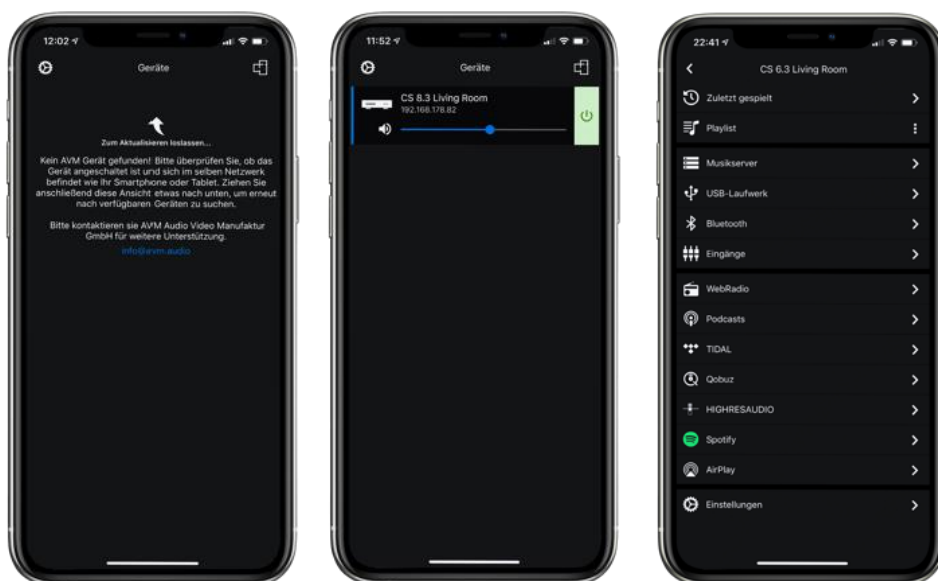 12:02
Geräte
Zum Aktualisieren loslassen...
Kein AVM Gerät gefunden! Bitte überprüfen Sie, ob das
Gerät angeschaltet ist und sich im selben Netzwerk
befindet wie Ihr Smartphone oder Tablet. Ziehen Sie
anschließend diese Ansicht etwas nach unten, um erneut
nach verfügbaren Geräten zu suchen.
Bitte kontaktieren sie AVM Audio Video Manufaktur
GmbH für weitere Unterstützung.
info@avm.audio
11:52
Geräte
CS 8.3 Living Room
192.168.178.82
22:41
CS 6.3 Living Room
Zuletzt gespielt
Playlist
Musikserver
USB-Laufwerk
Bluetooth
Eingänge
WebRadio
Podcasts
TIDAL
Qobuz
HIGHRESAUDIO
Spotify
AirPlay
Einstellungen